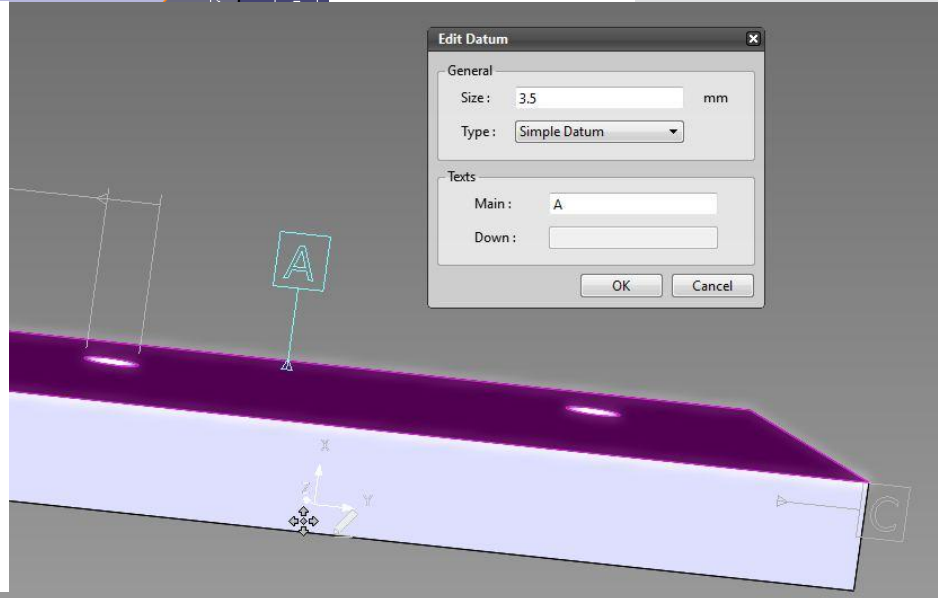 Edit Datum
General
Size : 3.5 mm
Type : Simple Datum
Texts
Main : A
Down :
OK Cancel
A
X
Z Y
C